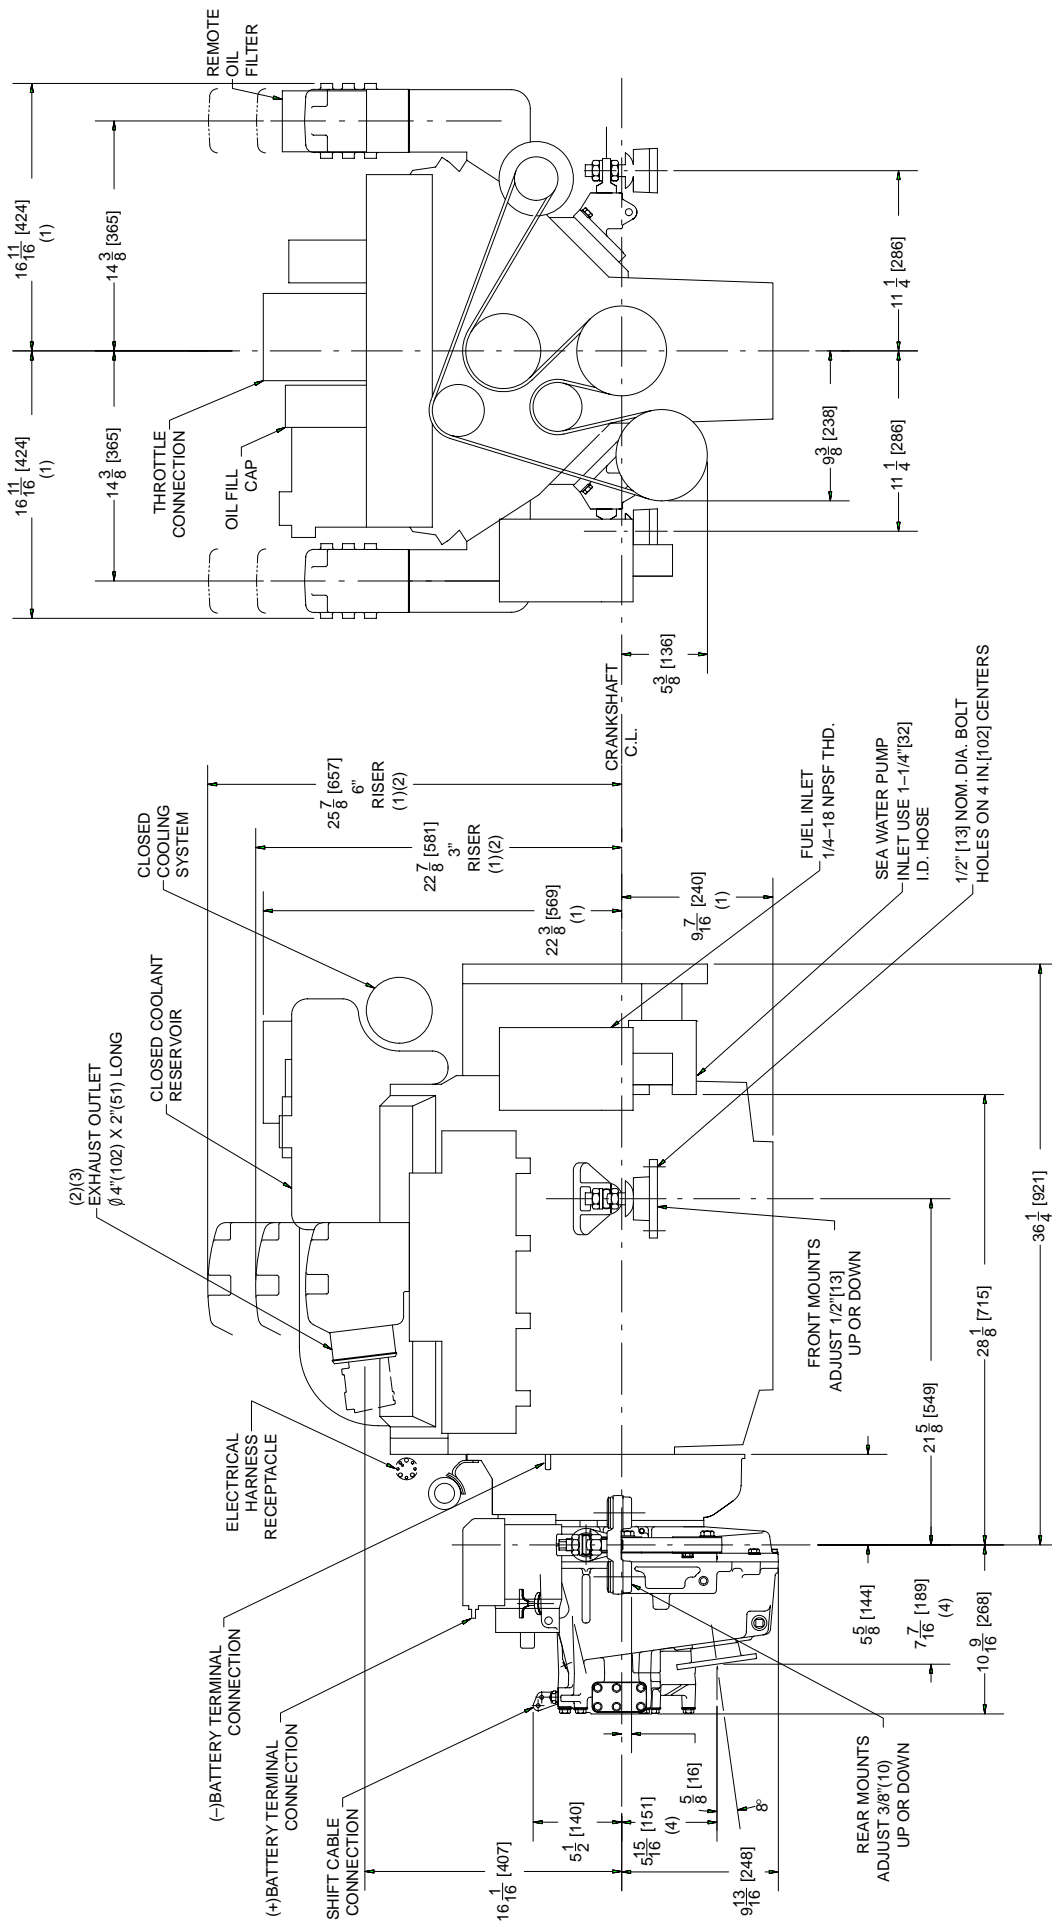 (2)(3)
EXHAUST OUTLET
Ø 4"(102) X 2"(51) LONG
CLOSED COOLANT
RESERVOIR
CLOSED
COOLING
SYSTEM
ELECTRICAL
HARNESS
RECEPTACLE
(–)BATTERY TERMINAL
CONNECTION
(+)BATTERY TERMINAL
CONNECTION
SHIFT CABLE
CONNECTION
16 1/16 [407]
5 1/2 [140]
5 15/16 [151]
(4)
5/8 [16]
9 13/16 [248]
8°
REAR MOUNTS
ADJUST 3/8"(10)
UP OR DOWN
5 5/8 [144]
7 7/16 [189]
(4)
10 9/16 [268]
FRONT MOUNTS
ADJUST 1/2"[13]
UP OR DOWN
21 5/8 [549]
28 1/8 [715]
36 1/4 [921]
25 7/8 [657]
6"
RISER
(1)(2)
22 7/8 [581]
3"
RISER
(1)(2)
22 3/8 [569]
(1)
9 7/16 [240]
(1)
CRANKSHAFT
C.L.
FUEL INLET
1/4–18 NPSF THD.
SEA WATER PUMP
INLET USE 1–1/4"[32]
I.D. HOSE
1/2" [13] NOM. DIA. BOLT
HOLES ON 4 IN.[102] CENTERS
16 11/16 [424]
(1)
16 11/16 [424]
(1)
14 3/8 [365]
14 3/8 [365]
THROTTLE
CONNECTION
OIL FILL
CAP
REMOTE
OIL
FILTER
5 3/8 [136]
9 3/8 [238]
11 1/4 [286]
11 1/4 [286]